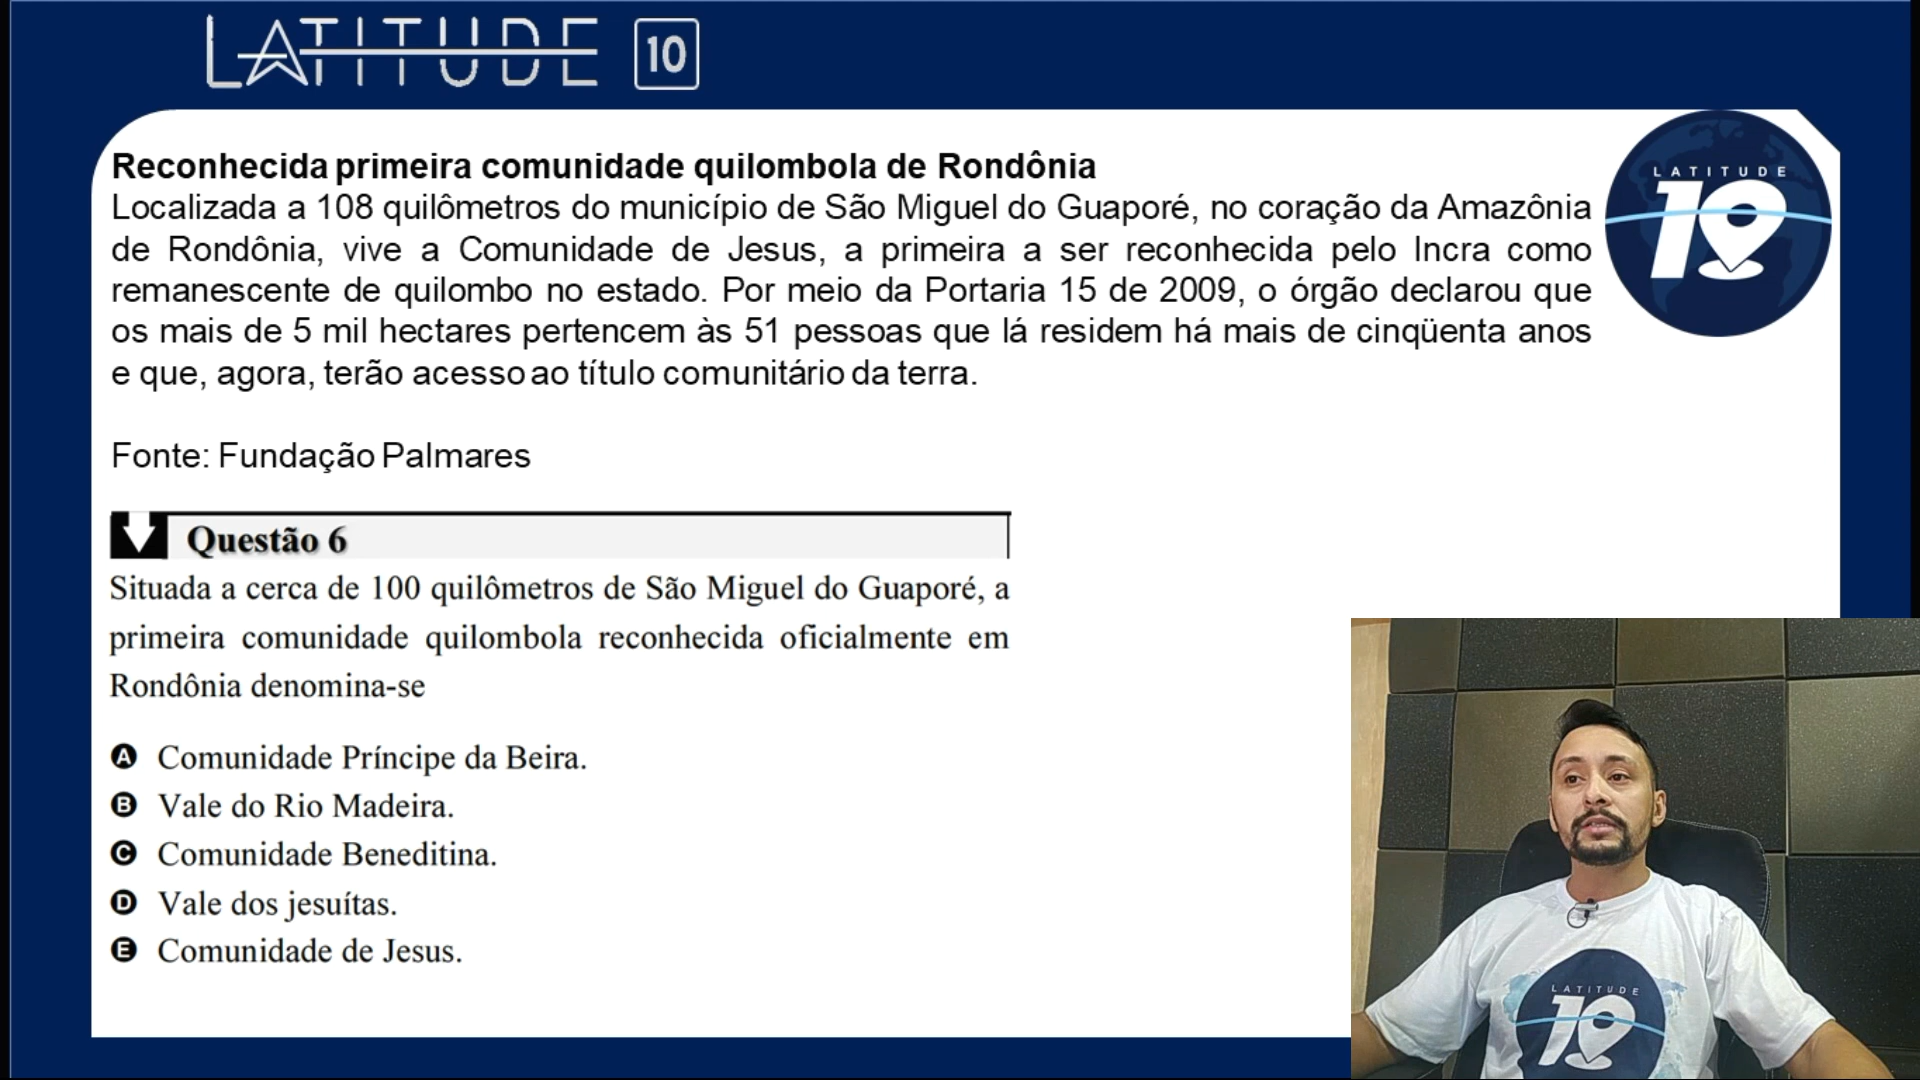 LATITUDE 10
Reconhecida primeira comunidade quilombola de Rondônia
Localizada a 108 quilômetros do município de São Miguel do Guaporé, no coração da Amazônia
de Rondônia, vive a Comunidade de Jesus, a primeira a ser reconhecida pelo Incra como
remanescente de quilombo no estado. Por meio da Portaria 15 de 2009, o órgão declarou que
os mais de 5 mil hectares pertencem às 51 pessoas que lá residem há mais de cinqüenta anos
e que, agora, terão acesso ao título comunitário da terra.
Fonte: Fundação Palmares
LATITUDE
10
Questão 6
Situada a cerca de 100 quilômetros de São Miguel do Guaporé, a
primeira comunidade quilombola reconhecida oficialmente em
Rondônia denomina-se
A Comunidade Príncipe da Beira.
B Vale do Rio Madeira.
C Comunidade Beneditina.
D Vale dos jesuítas.
E Comunidade de Jesus.
LATITUDE
10